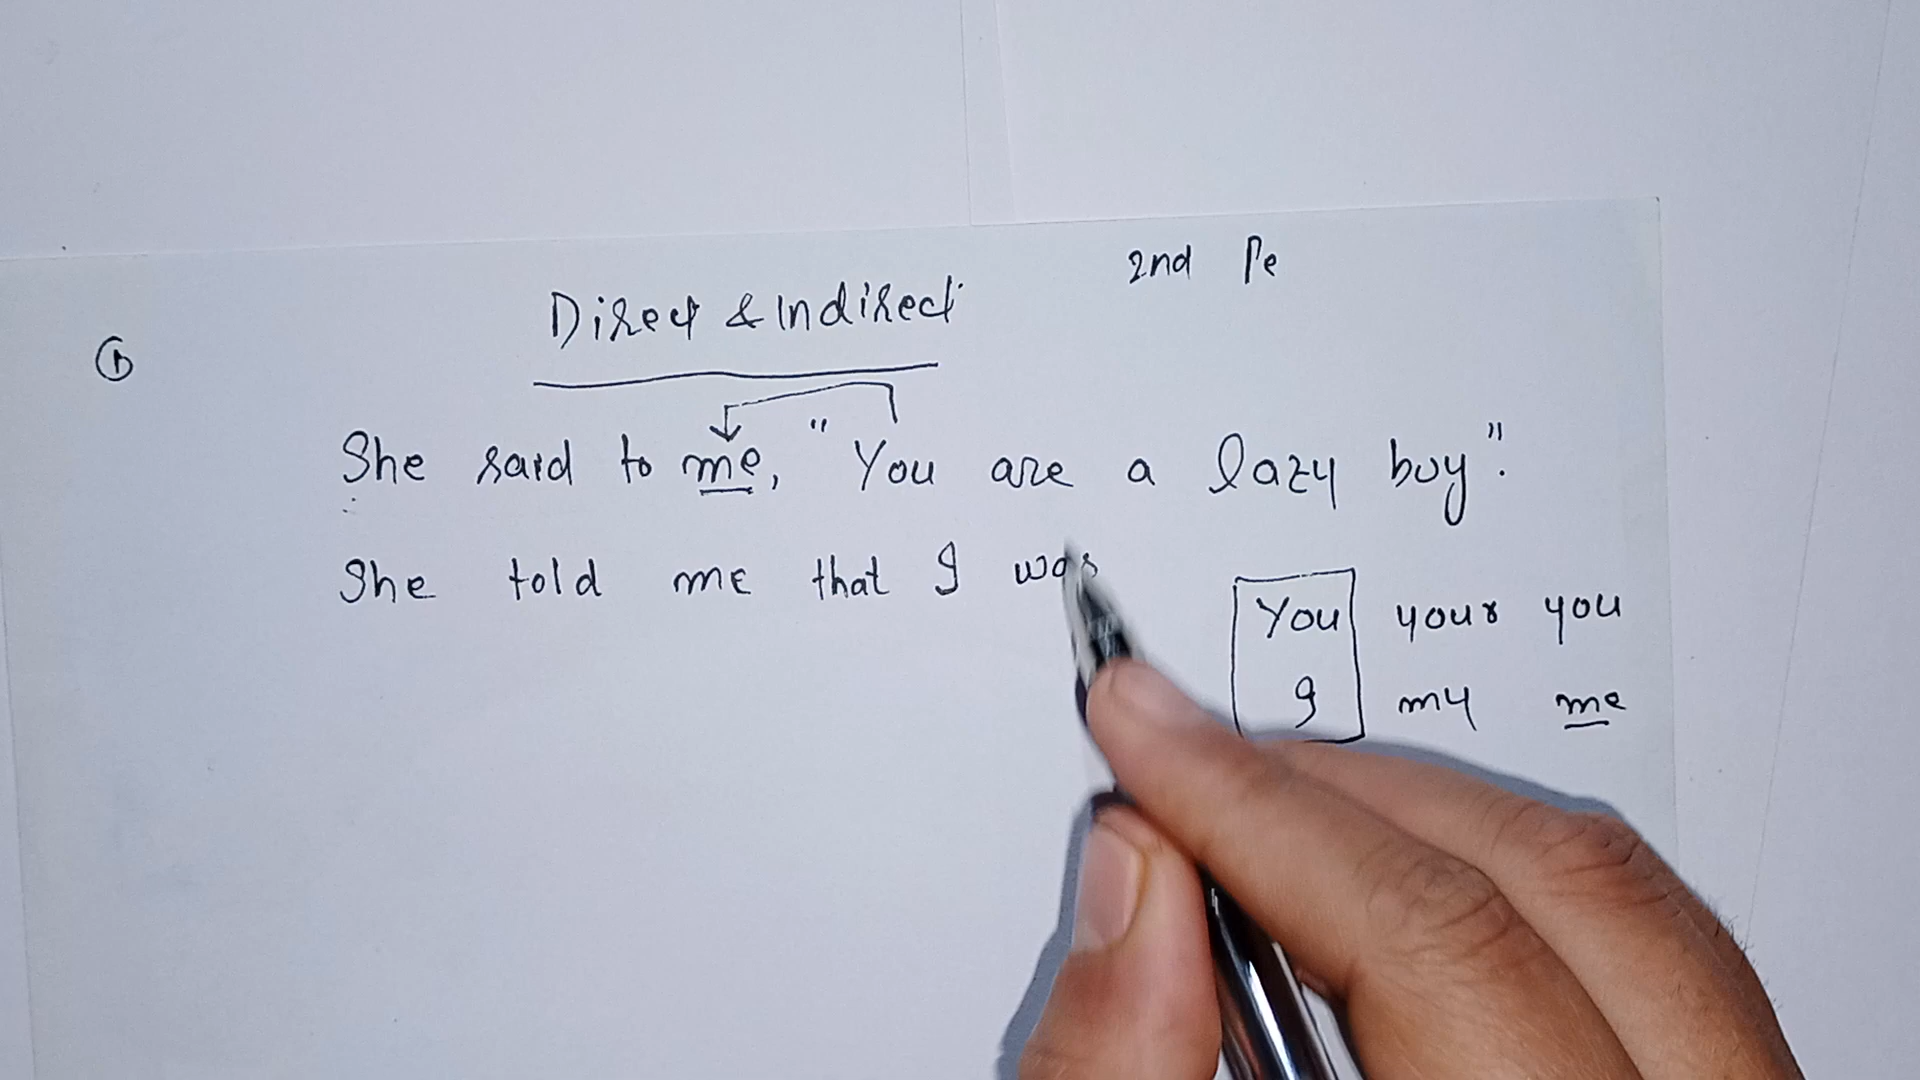 2nd Pe
Direct & Indirect
1
She said to me, "You are a lazy boy".
She told me that I was
You your you
I my me